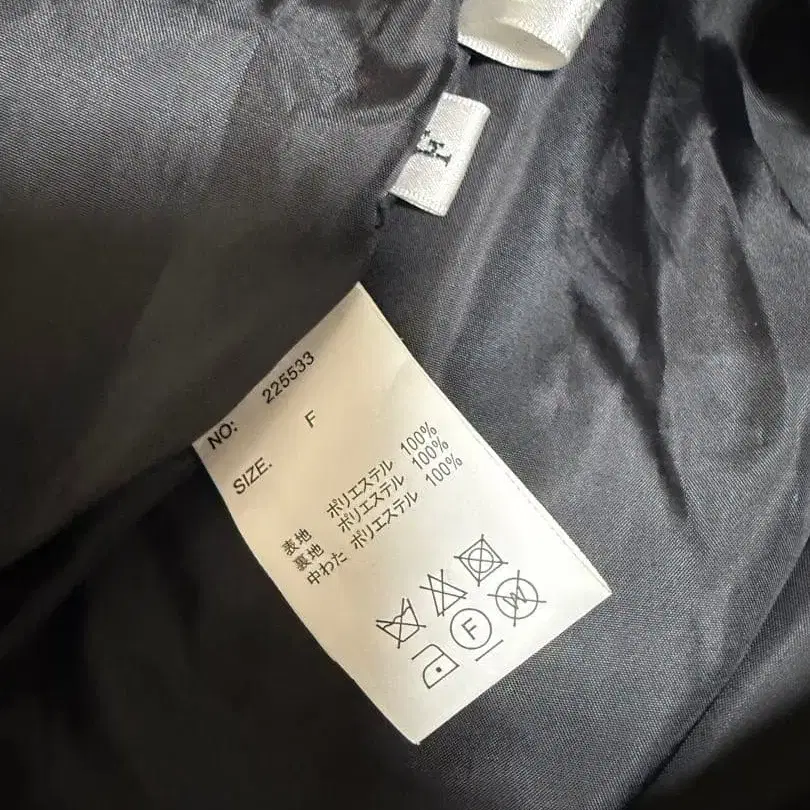 F
NO: 225533
SIZE. F
表地 ポリエステル 100%
裏地 ポリエステル 100%
中わた ポリエステル 100%
F
W